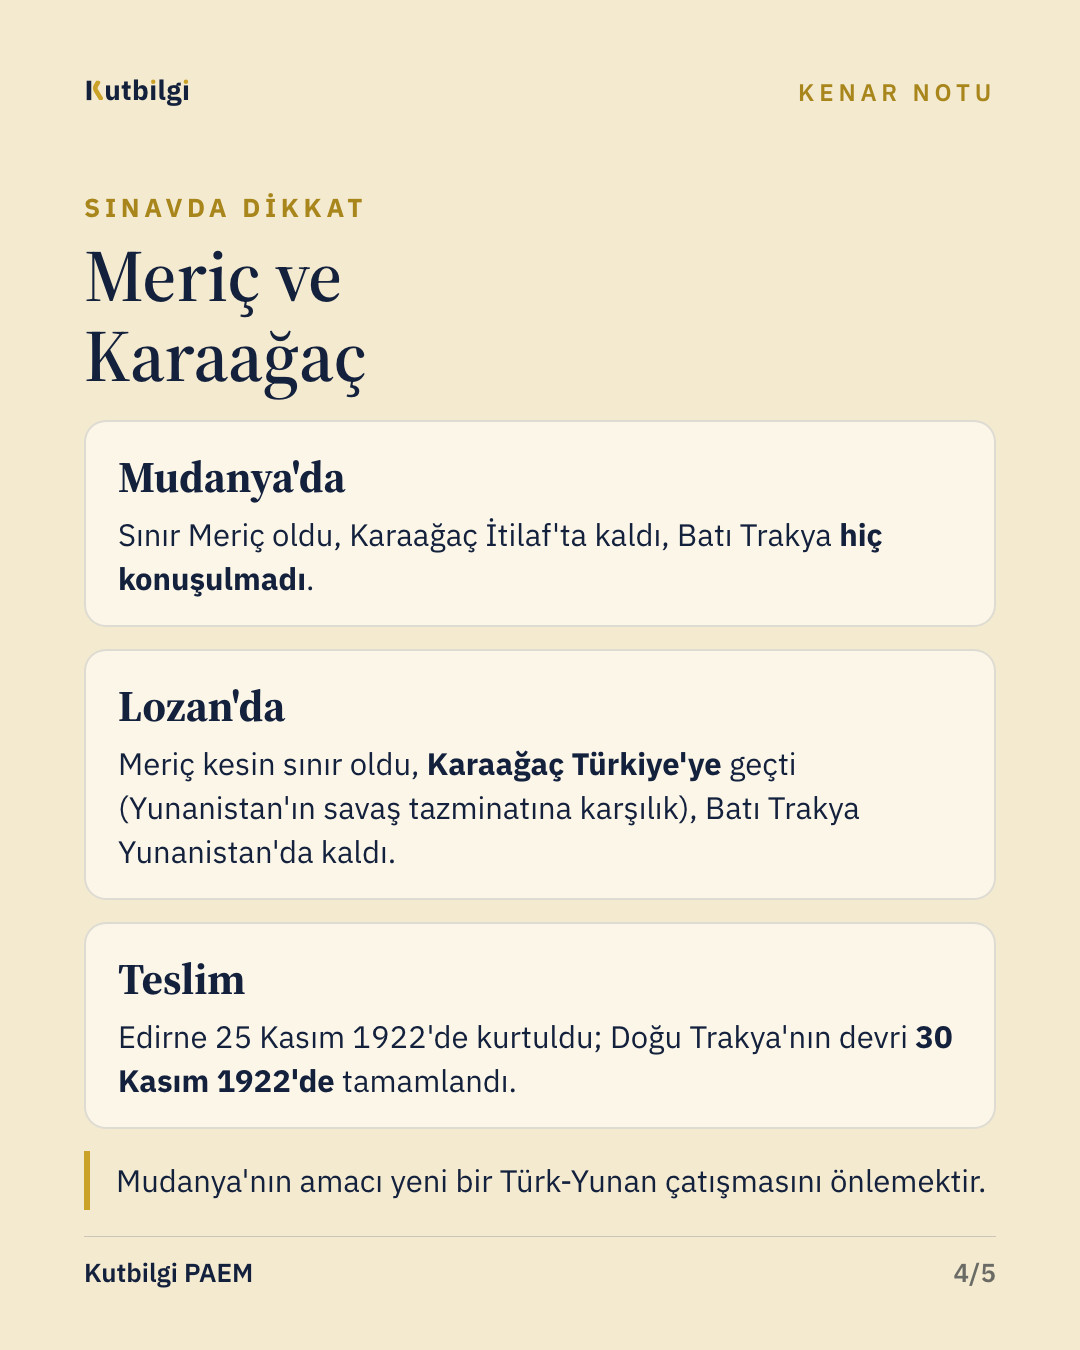 Kutbilgi
KENAR NOTU
SINAVDA DİKKAT
Meriç ve
Karaağaç
Mudanya'da
Sınır Meriç oldu, Karaağaç İtilaf'ta kaldı, Batı Trakya hiç
konuşulmadı.
Lozan'da
Meriç kesin sınır oldu, Karaağaç Türkiye'ye geçti
(Yunanistan'ın savaş tazminatına karşılık), Batı Trakya
Yunanistan'da kaldı.
Teslim
Edirne 25 Kasım 1922'de kurtuldu; Doğu Trakya'nın devri 30
Kasım 1922'de tamamlandı.
Mudanya'nın amacı yeni bir Türk-Yunan çatışmasını önlemektir.
Kutbilgi PAEM
4/5